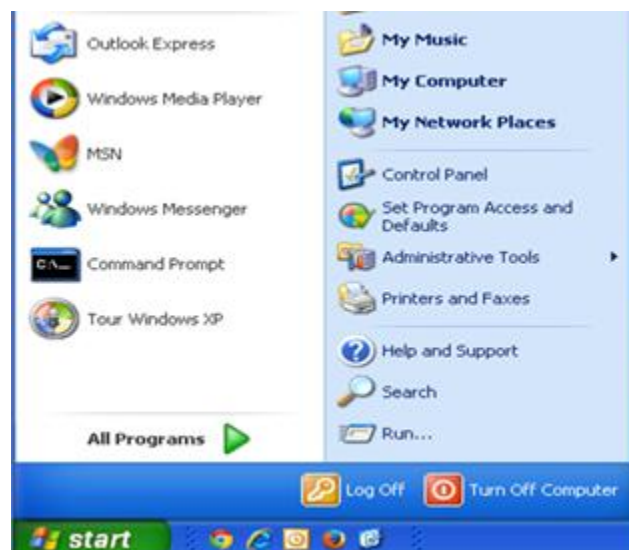 Outlook Express
Windows Media Player
MSN
Windows Messenger
C:\_
Command Prompt
Tour Windows XP
All Programs
My Music
My Computer
My Network Places
Control Panel
Set Program Access and
Defaults
Administrative Tools
Printers and Faxes
Help and Support
Search
Run...
Log Off
Turn Off Computer
start